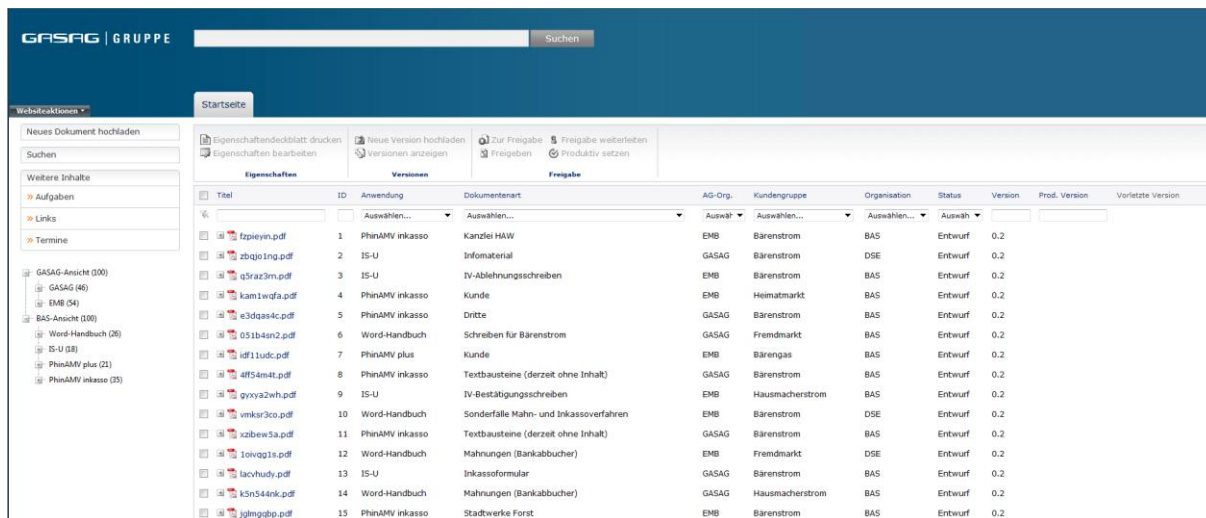 GASAG | GRUPPE
Suchen
Websiteaktionen
Startseite
Neues Dokument hochladen
Suchen
Weitere Inhalte
» Aufgaben
» Links
» Termine
GASAG-Ansicht (100)
GASAG (46)
EMB (54)
BAS-Ansicht (100)
Word-Handbuch (26)
IS-U (18)
PhinAMV plus (21)
PhinAMV inkasso (35)
Eigenschaftendeckblatt drucken Neue Version hochladen Zur Freigabe Freigabe weiterleiten
Eigenschaften bearbeiten Versionen anzeigen Freigeben Produktiv setzen
Eigenschaften Versionen Freigabe
Titel ID Anwendung Dokumentenart AG-Org. Kundengruppe Organisation Status Version Prod. Version Vorletzte Version
Auswählen... Auswählen... Auswäh Auswählen... Auswählen... Auswäh
fzpieyin.pdf 1 PhinAMV inkasso Kanzlei HAW EMB Bärenstrom BAS Entwurf 0.2
zbqjo1ng.pdf 2 IS-U Infomaterial GASAG Bärenstrom DSE Entwurf 0.2
q5raz3rn.pdf 3 IS-U IV-Ablehnungsschreiben EMB Bärenstrom BAS Entwurf 0.2
kam1wqfa.pdf 4 PhinAMV inkasso Kunde EMB Heimatmarkt BAS Entwurf 0.2
e3dqas4c.pdf 5 PhinAMV inkasso Dritte GASAG Bärenstrom BAS Entwurf 0.2
051b4sn2.pdf 6 Word-Handbuch Schreiben für Bärenstrom GASAG Fremdmarkt BAS Entwurf 0.2
idf11udc.pdf 7 PhinAMV plus Kunde EMB Bärengas BAS Entwurf 0.2
4ff54m4t.pdf 8 PhinAMV inkasso Textbausteine (derzeit ohne Inhalt) GASAG Bärenstrom BAS Entwurf 0.2
gyxya2wh.pdf 9 IS-U IV-Bestätigungsschreiben EMB Hausmacherstrom BAS Entwurf 0.2
vmksr3co.pdf 10 Word-Handbuch Sonderfälle Mahn- und Inkassoverfahren EMB Bärenstrom DSE Entwurf 0.2
xzibew5a.pdf 11 PhinAMV inkasso Textbausteine (derzeit ohne Inhalt) GASAG Bärenstrom BAS Entwurf 0.2
1oivqg1s.pdf 12 Word-Handbuch Mahnungen (Bankabbucher) EMB Fremdmarkt DSE Entwurf 0.2
lacvhudy.pdf 13 IS-U Inkassoformular GASAG Bärenstrom BAS Entwurf 0.2
k5n544nk.pdf 14 Word-Handbuch Mahnungen (Bankabbucher) GASAG Hausmacherstrom BAS Entwurf 0.2
jglmgqbp.pdf 15 PhinAMV inkasso Stadtwerke Forst EMB Bärenstrom BAS Entwurf 0.2